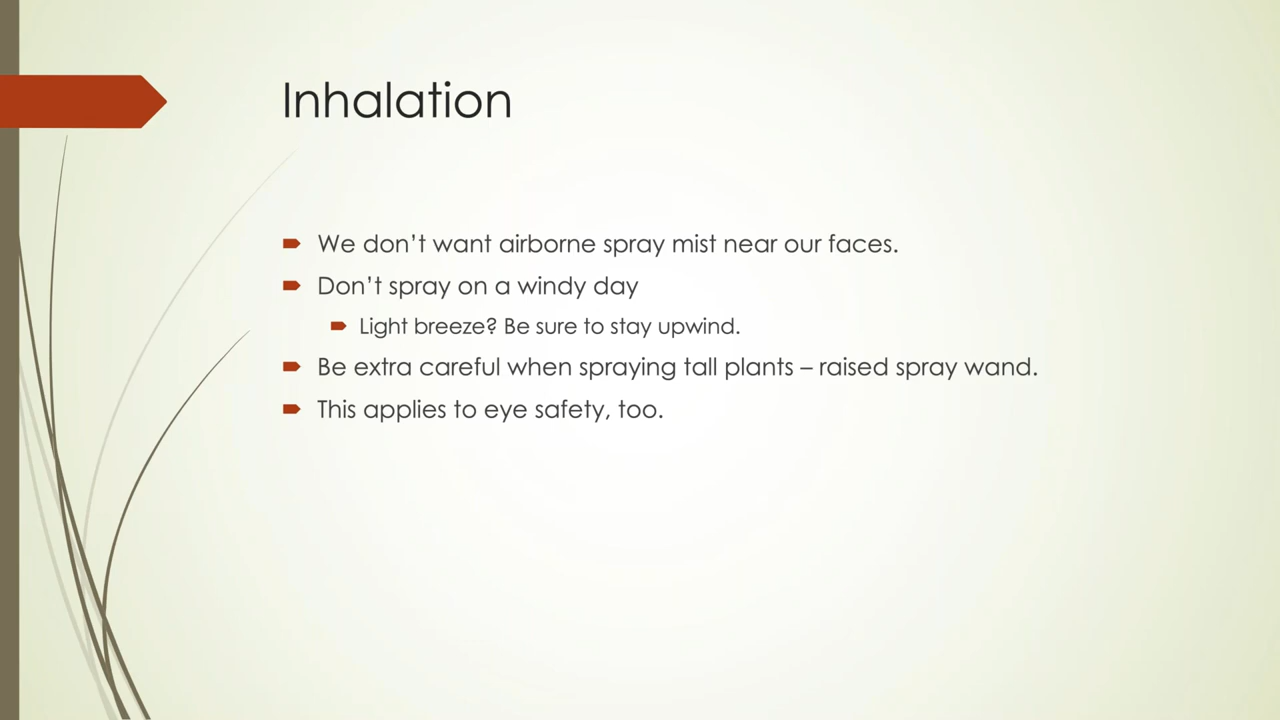 Inhalation
We don’t want airborne spray mist near our faces.
Don’t spray on a windy day
Light breeze? Be sure to stay upwind.
Be extra careful when spraying tall plants – raised spray wand.
This applies to eye safety, too.